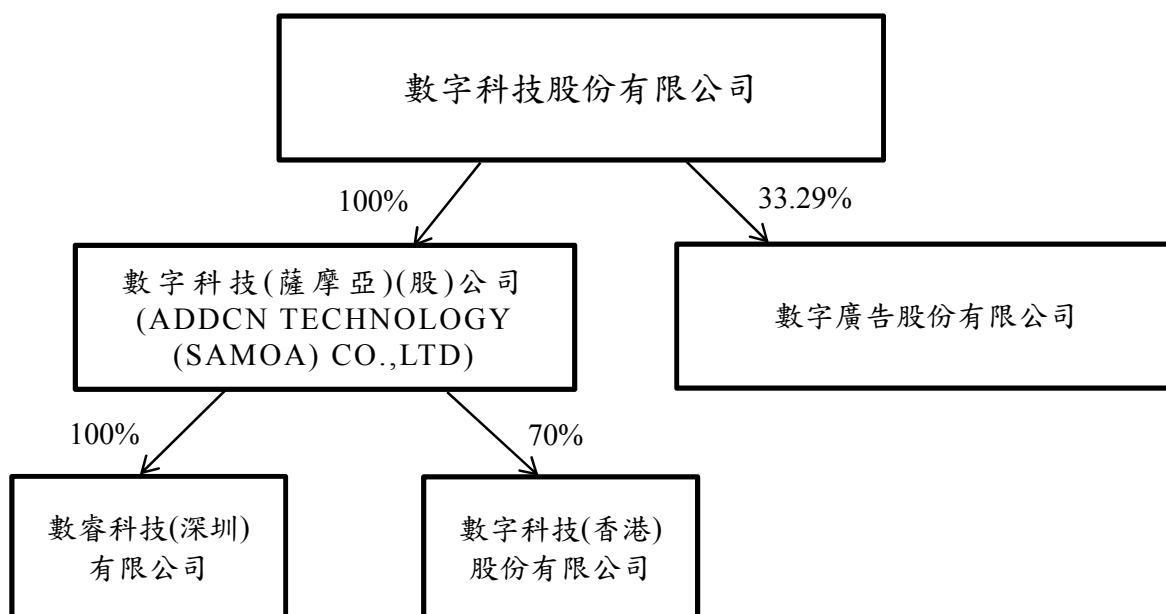 數字科技股份有限公司
100%
33.29%
數字科技(薩摩亞)(股)公司
(ADDCN TECHNOLOGY
(SAMOA) CO.,LTD)
數字廣告股份有限公司
100%
70%
數睿科技(深圳)
有限公司
數字科技(香港)
股份有限公司